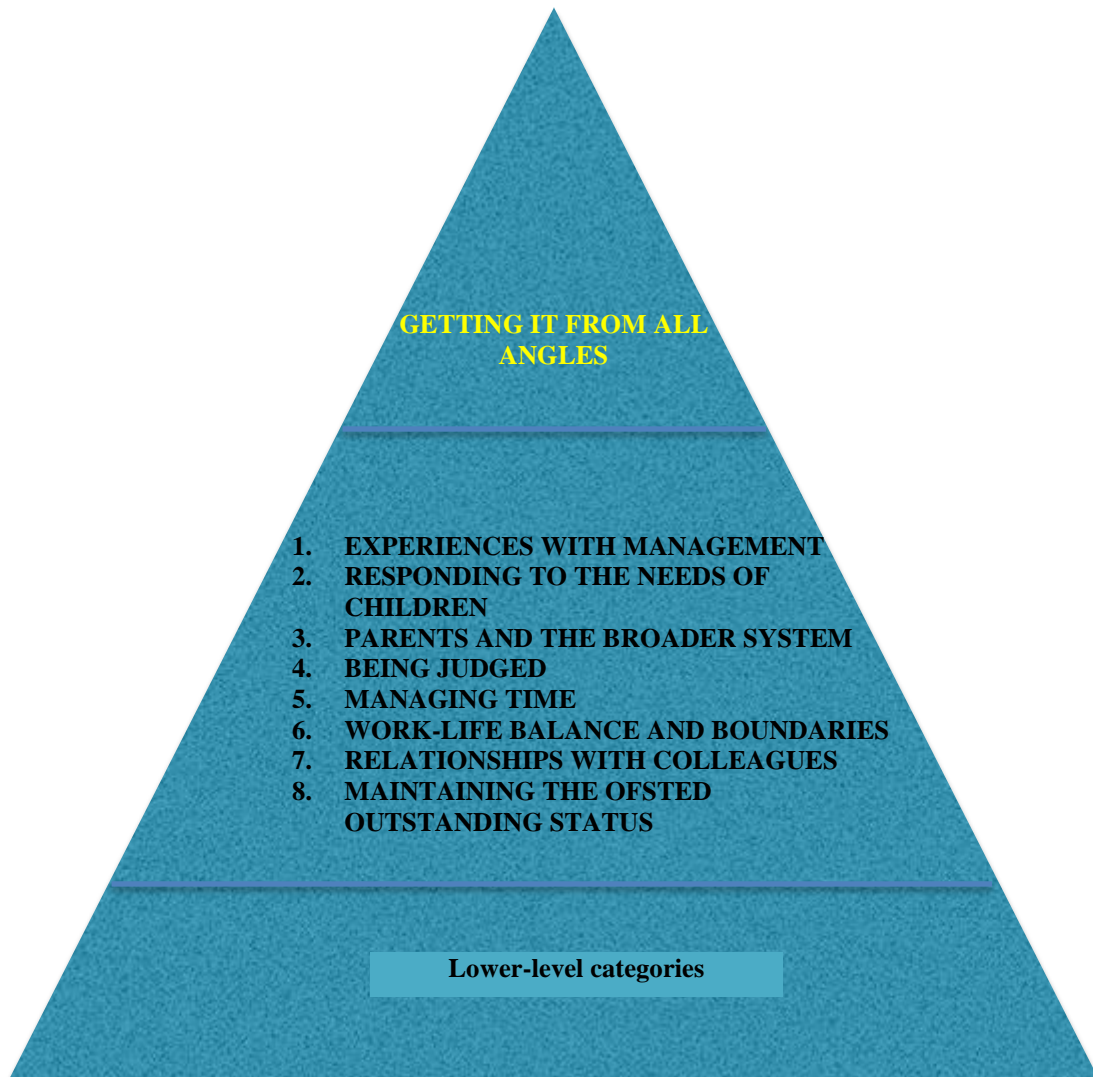 GETTING IT FROM ALL
ANGLES
1. EXPERIENCES WITH MANAGEMENT
2. RESPONDING TO THE NEEDS OF
CHILDREN
3. PARENTS AND THE BROADER SYSTEM
4. BEING JUDGED
5. MANAGING TIME
6. WORK-LIFE BALANCE AND BOUNDARIES
7. RELATIONSHIPS WITH COLLEAGUES
8. MAINTAINING THE OFSTED
OUTSTANDING STATUS
Lower-level categories